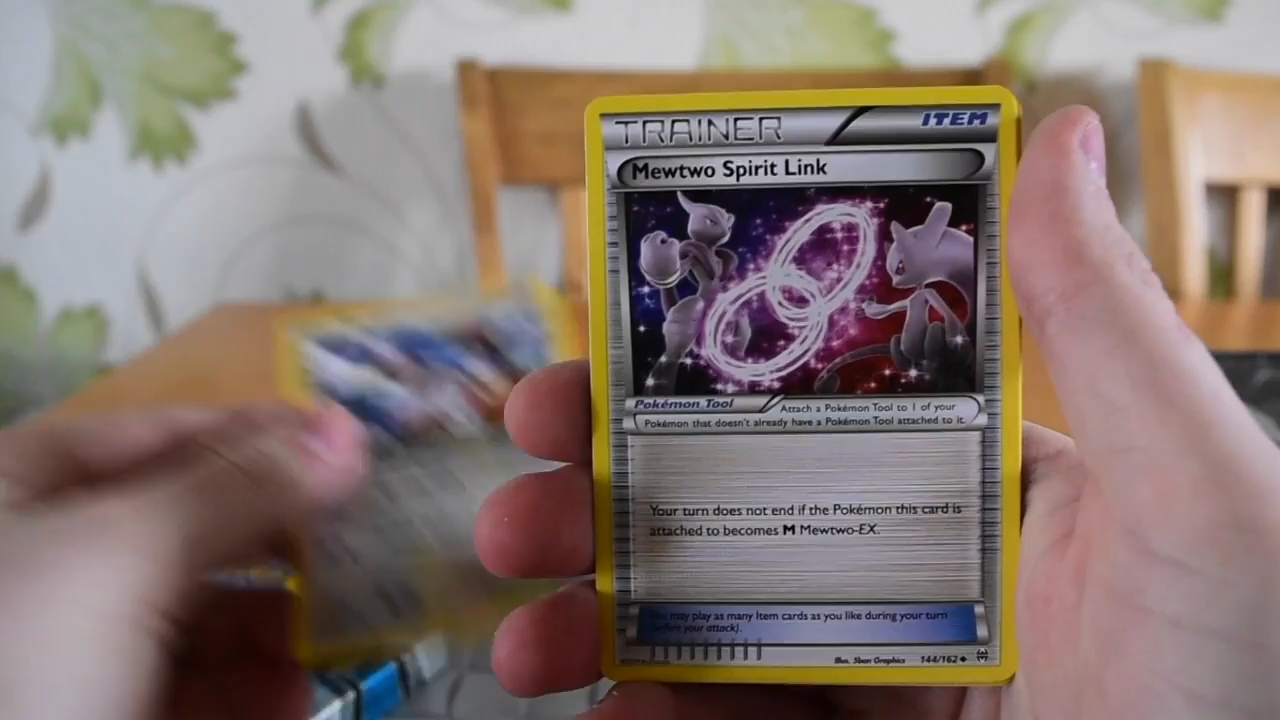 TRAINER ITEM
Mewtwo Spirit Link
Pokémon Tool Attach a Pokémon Tool to 1 of your
Pokémon that doesn't already have a Pokémon Tool attached to it.
Your turn does not end if the Pokémon this card is
attached to becomes M Mewtwo-EX.
You may play as many Item cards as you like during your turn
(before your attack).
Illus. 5ban Graphics 144/162